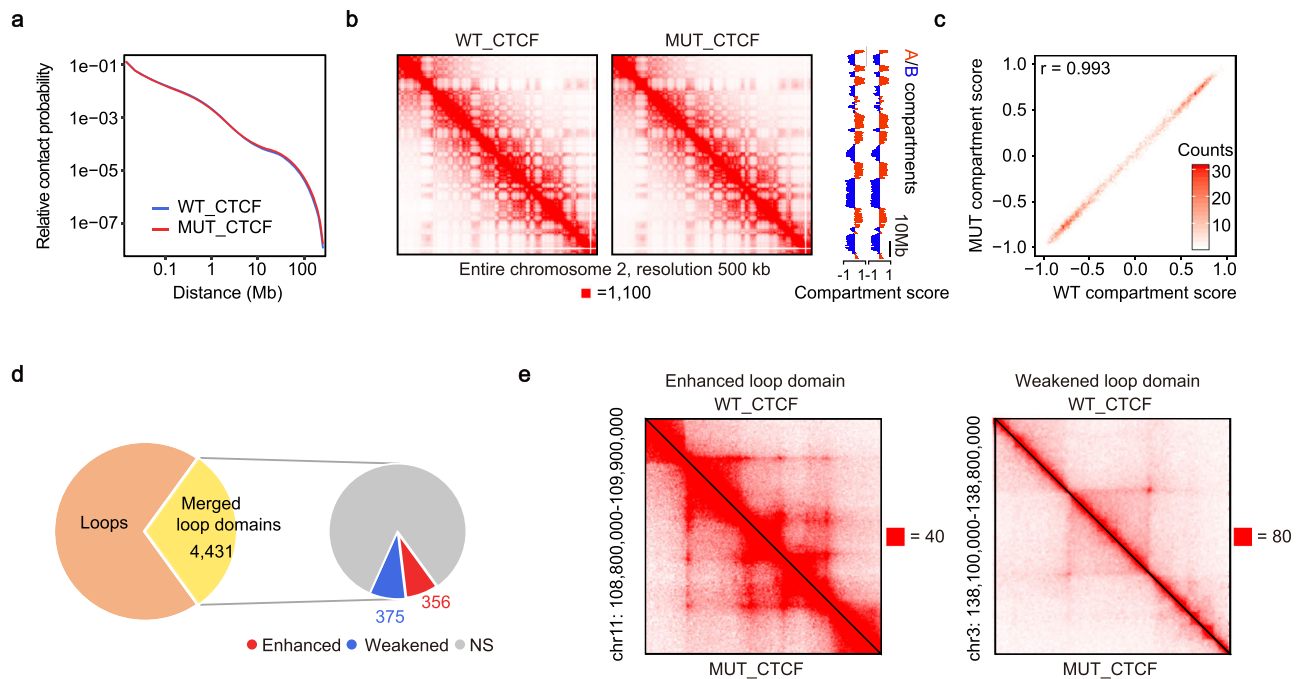 a
Relative contact probability
1e−01
1e−03
1e−05
1e−07
WT_CTCF
MUT_CTCF
0.1
1
10
100
Distance (Mb)
b
WT_CTCF
MUT_CTCF
Entire chromosome 2, resolution 500 kb
=1,100
A/B compartments
10Mb
-1 1
-1 1
Compartment score
c
MUT compartment score
1.0
0.5
0.0
−0.5
−1.0
r = 0.993
Counts
30
20
10
−1.0
−0.5
0.0
0.5
1.0
WT compartment score
d
Loops
Merged
loop domains
4,431
375
356
Enhanced
Weakened
NS
e
Enhanced loop domain
WT_CTCF
chr11: 108,800,000-109,900,000
= 40
MUT_CTCF
Weakened loop domain
WT_CTCF
chr3: 138,100,000-138,800,000
= 80
MUT_CTCF